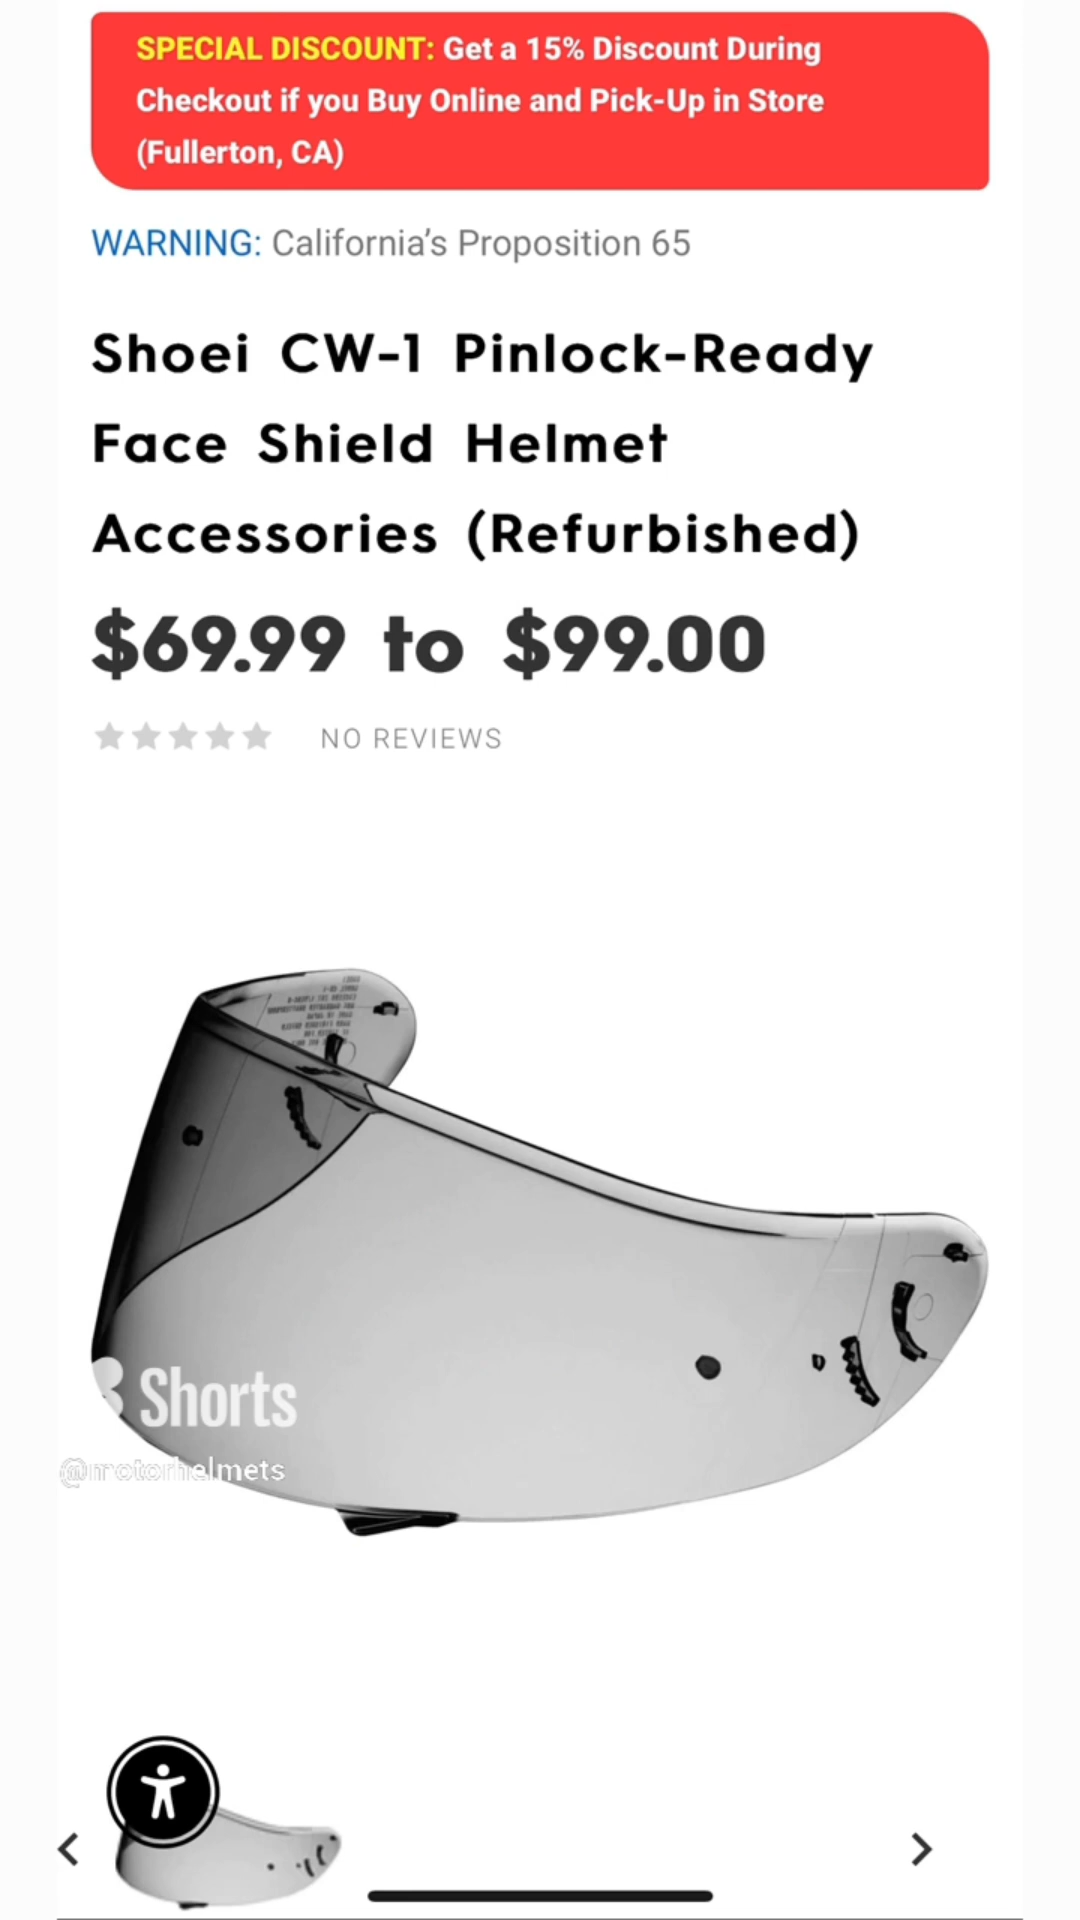 SPECIAL DISCOUNT: Get a 15% Discount During
Checkout if you Buy Online and Pick-Up in Store
(Fullerton, CA)
WARNING: California’s Proposition 65
Shoei CW-1 Pinlock-Ready
Face Shield Helmet
Accessories (Refurbished)
$69.99 to $99.00
NO REVIEWS
Shorts
@motorhelmets